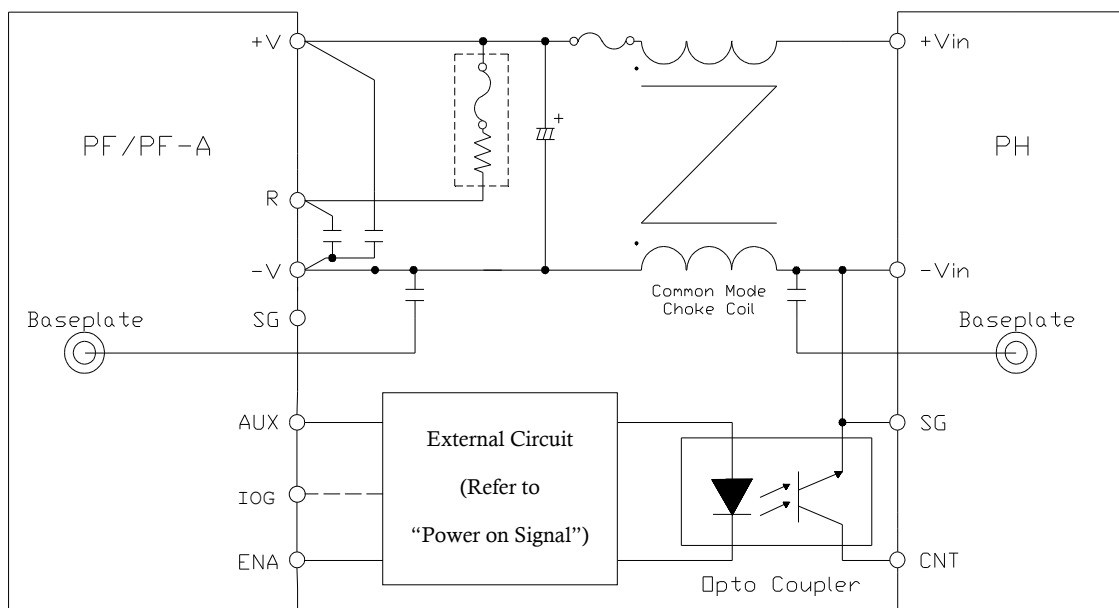 +V
+Vin
+
PF/PF-A
PH
R
-V
-Vin
Common Mode
Choke Coil
SG
Baseplate
Baseplate
AUX
SG
External Circuit
(Refer to
“Power on Signal”)
IOG
ENA
CNT
Opto Coupler